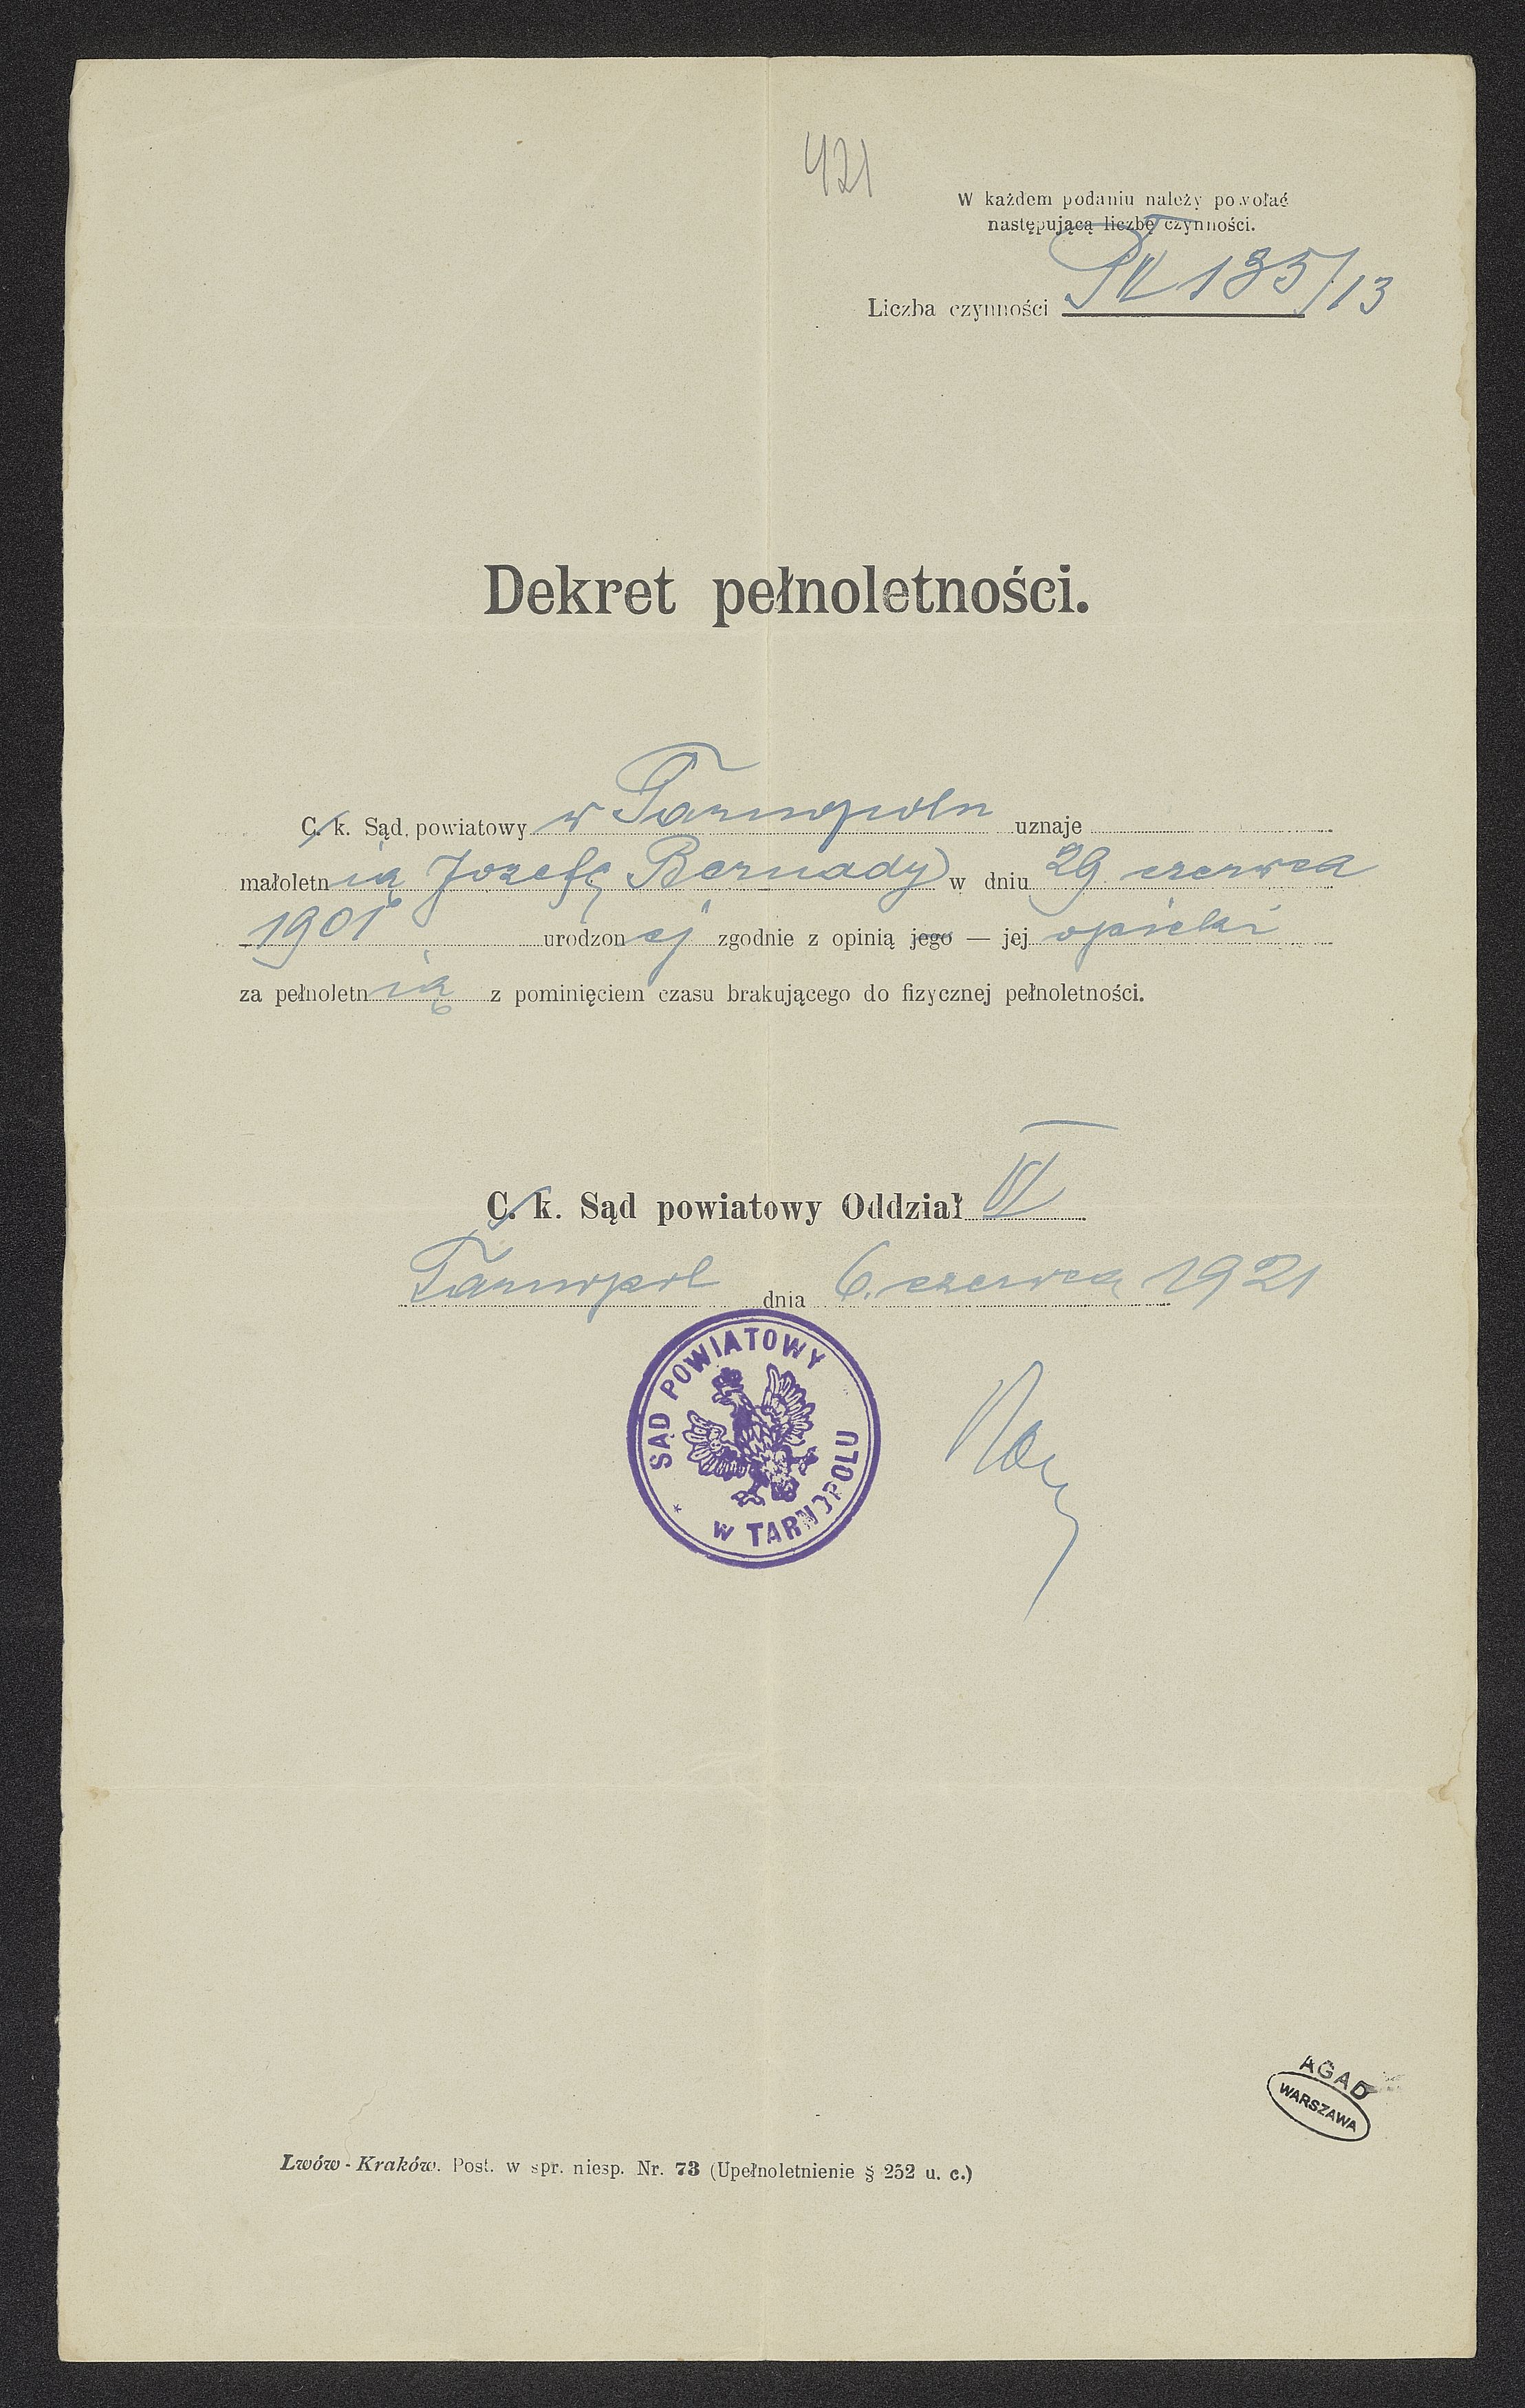 421
W każdem podaniu należy powołać
następującą liczbę czynności.
Liczba czynności P VI 135/13
Dekret pełnoletności.
C. k. Sąd powiatowy w Tarnopolu uznaje
małoletnią Jozefę Bernady w dniu 29 czerwca
1901 urodzonej zgodnie z opinią jego — jej opieki
za pełnoletnią z pominięciem czasu brakującego do fizycznej pełnoletności.
C. k. Sąd powiatowy Oddział VI
Tarnopol dnia 6. czerwca 1921
SĄD POWIATOWY
* W TARNOPOLU
AGAD
WARSZAWA
Lwów - Kraków. Post. w spr. niesp. Nr. 73 (Upełnoletnienie § 252 u. c.)